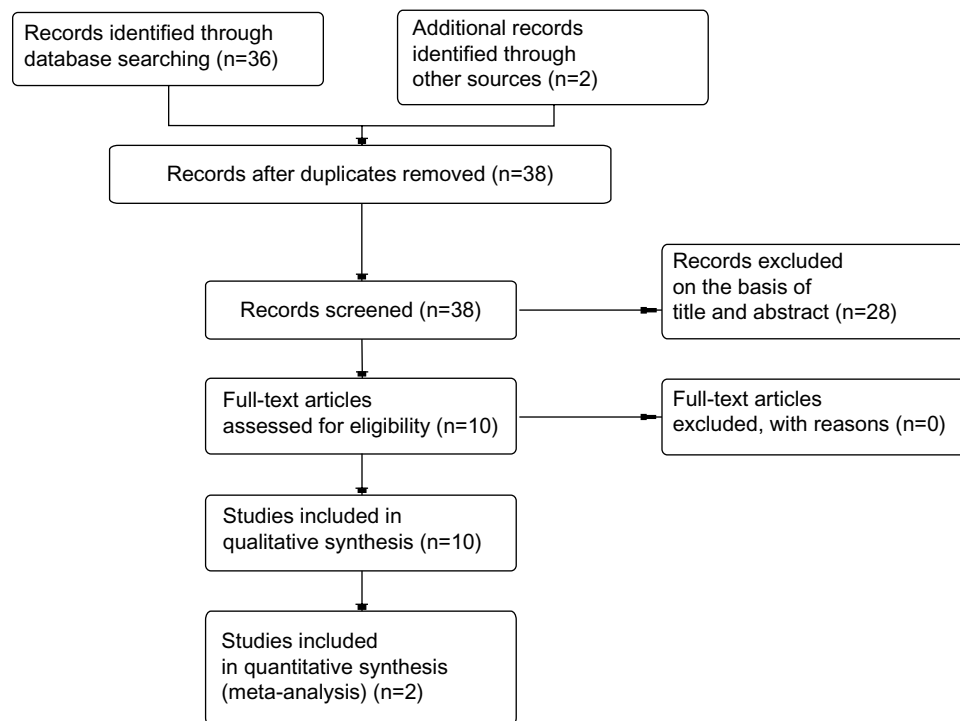 Records identified through
database searching (n=36)
Additional records
identified through
other sources (n=2)
Records after duplicates removed (n=38)
Records screened (n=38)
Records excluded
on the basis of
title and abstract (n=28)
Full-text articles
assessed for eligibility (n=10)
Full-text articles
excluded, with reasons (n=0)
Studies included in
qualitative synthesis (n=10)
Studies included
in quantitative synthesis
(meta-analysis) (n=2)